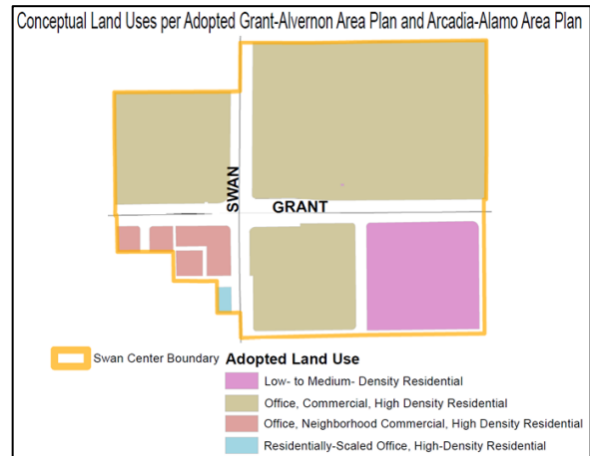 Conceptual Land Uses per Adopted Grant-Alvernon Area Plan and Arcadia-Alamo Area Plan
SWAN
GRANT
Swan Center Boundary
Adopted Land Use
Low- to Medium- Density Residential
Office, Commercial, High Density Residential
Office, Neighborhood Commercial, High Density Residential
Residentially-Scaled Office, High-Density Residential